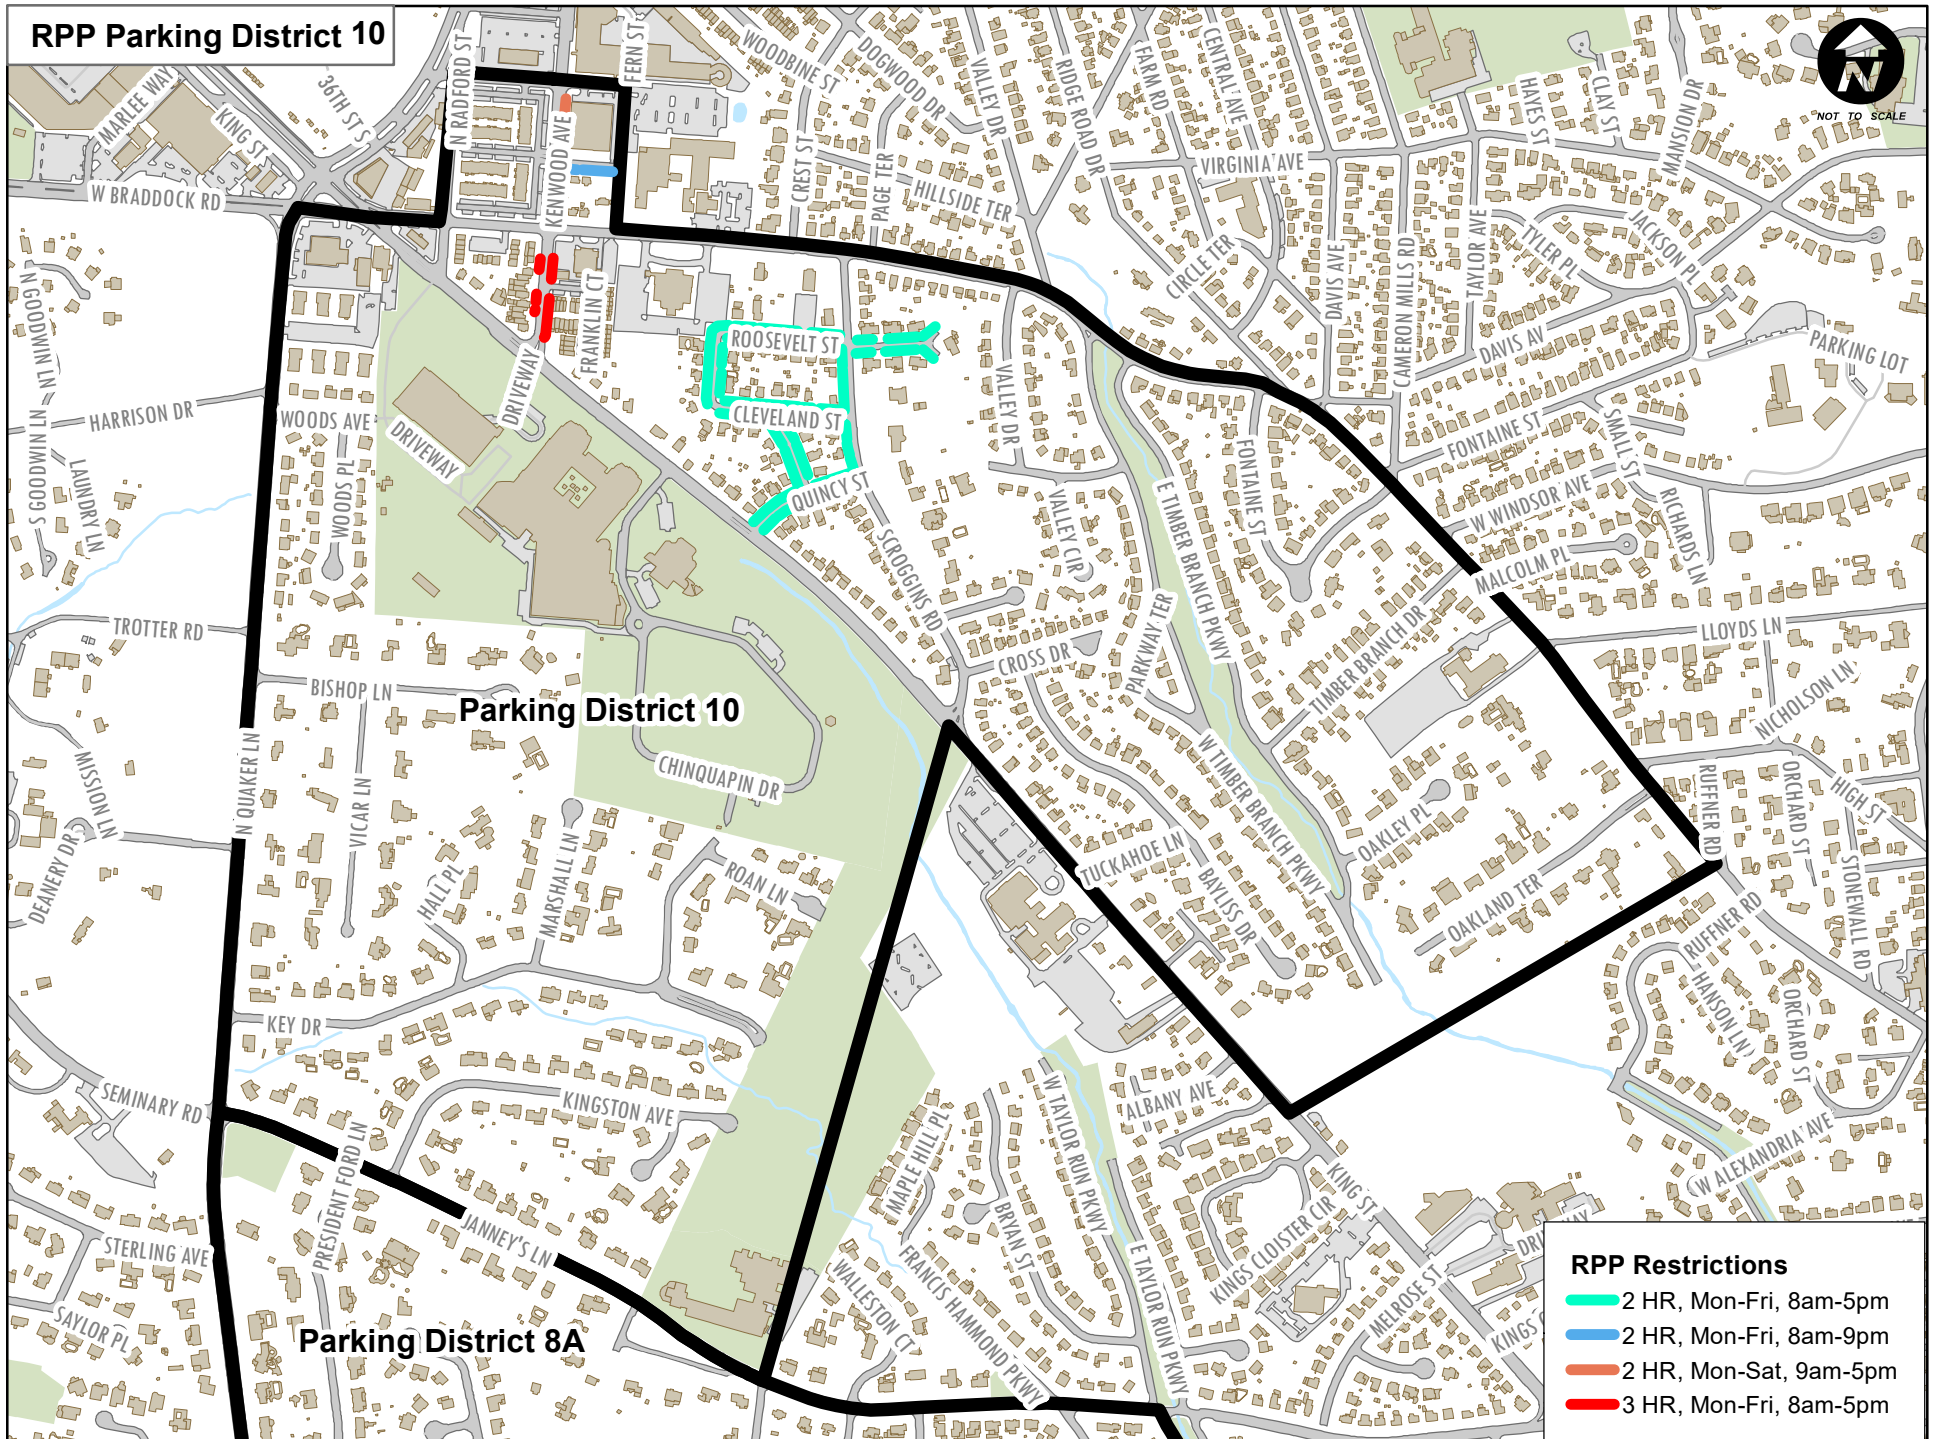 RPP Parking District 10
N RADFORD ST
FERN ST
WOODBINE ST
DOGWOOD DR
VALLEY DR
RIDGE ROAD DR
FARM RD
CENTRAL AVE
HAYES ST
CLAY ST
MANSION DR
N
NOT TO SCALE
MARLEE WAY
KING ST
36TH ST S
KENWOOD AVE
CREST ST
PAGE TER
HILLSIDE TER
VIRGINIA AVE
W BRADDOCK RD
CIRCLE TER
DAVIS AVE
CAMERON MILLS RD
TAYLOR AVE
TYLER PL
JACKSON PL
N GOODWIN LN
FRANKLIN CT
ROOSEVELT ST
DAVIS AV
PARKING LOT
HARRISON DR
WOODS AVE
DRIVEWAY
DRIVEWAY
CLEVELAND ST
VALLEY DR
FONTAINE ST
FONTAINE ST
SMALL ST
S GOODWIN LN
LAUNDRY LN
WOODS PL
QUINCY ST
VALLEY CIR
E TIMBER BRANCH PKWY
W WINDSOR AVE
RICHARDS LN
SCROGGINS RD
MALCOLM PL
TROTTER RD
LLOYDS LN
BISHOP LN
CROSS DR
PARKWAY TER
TIMBER BRANCH DR
NICHOLSON LN
Parking District 10
MISSION LN
N QUAKER LN
VICAR LN
CHINQUAPIN DR
W TIMBER BRANCH PKWY
RUFFNER RD
ORCHARD ST
HIGH ST
DEANERY DR
HALL PL
MARSHALL LN
ROAN LN
TUCKAHOE LN
BAYLISS DR
OAKLEY PL
OAKLAND TER
STONEWALL RD
RUFFNER RD
HANSON LN
ORCHARD ST
KEY DR
SEMINARY RD
KINGSTON AVE
PRESIDENT FORD LN
JANNEY'S LN
MAPLE HILL PL
W TAYLOR RUN PKWY
ALBANY AVE
W ALEXANDRIA AVE
KING ST
STERLING AVE
SAYLOR PL
BRYAN ST
E TAYLOR RUN PKWY
KINGS CLOISTER CIR
WALLESTON CT
FRANCIS HAMMOND PKWY
MELROSE ST
Parking District 8A
RPP Restrictions
2 HR, Mon-Fri, 8am-5pm
2 HR, Mon-Fri, 8am-9pm
2 HR, Mon-Sat, 9am-5pm
3 HR, Mon-Fri, 8am-5pm